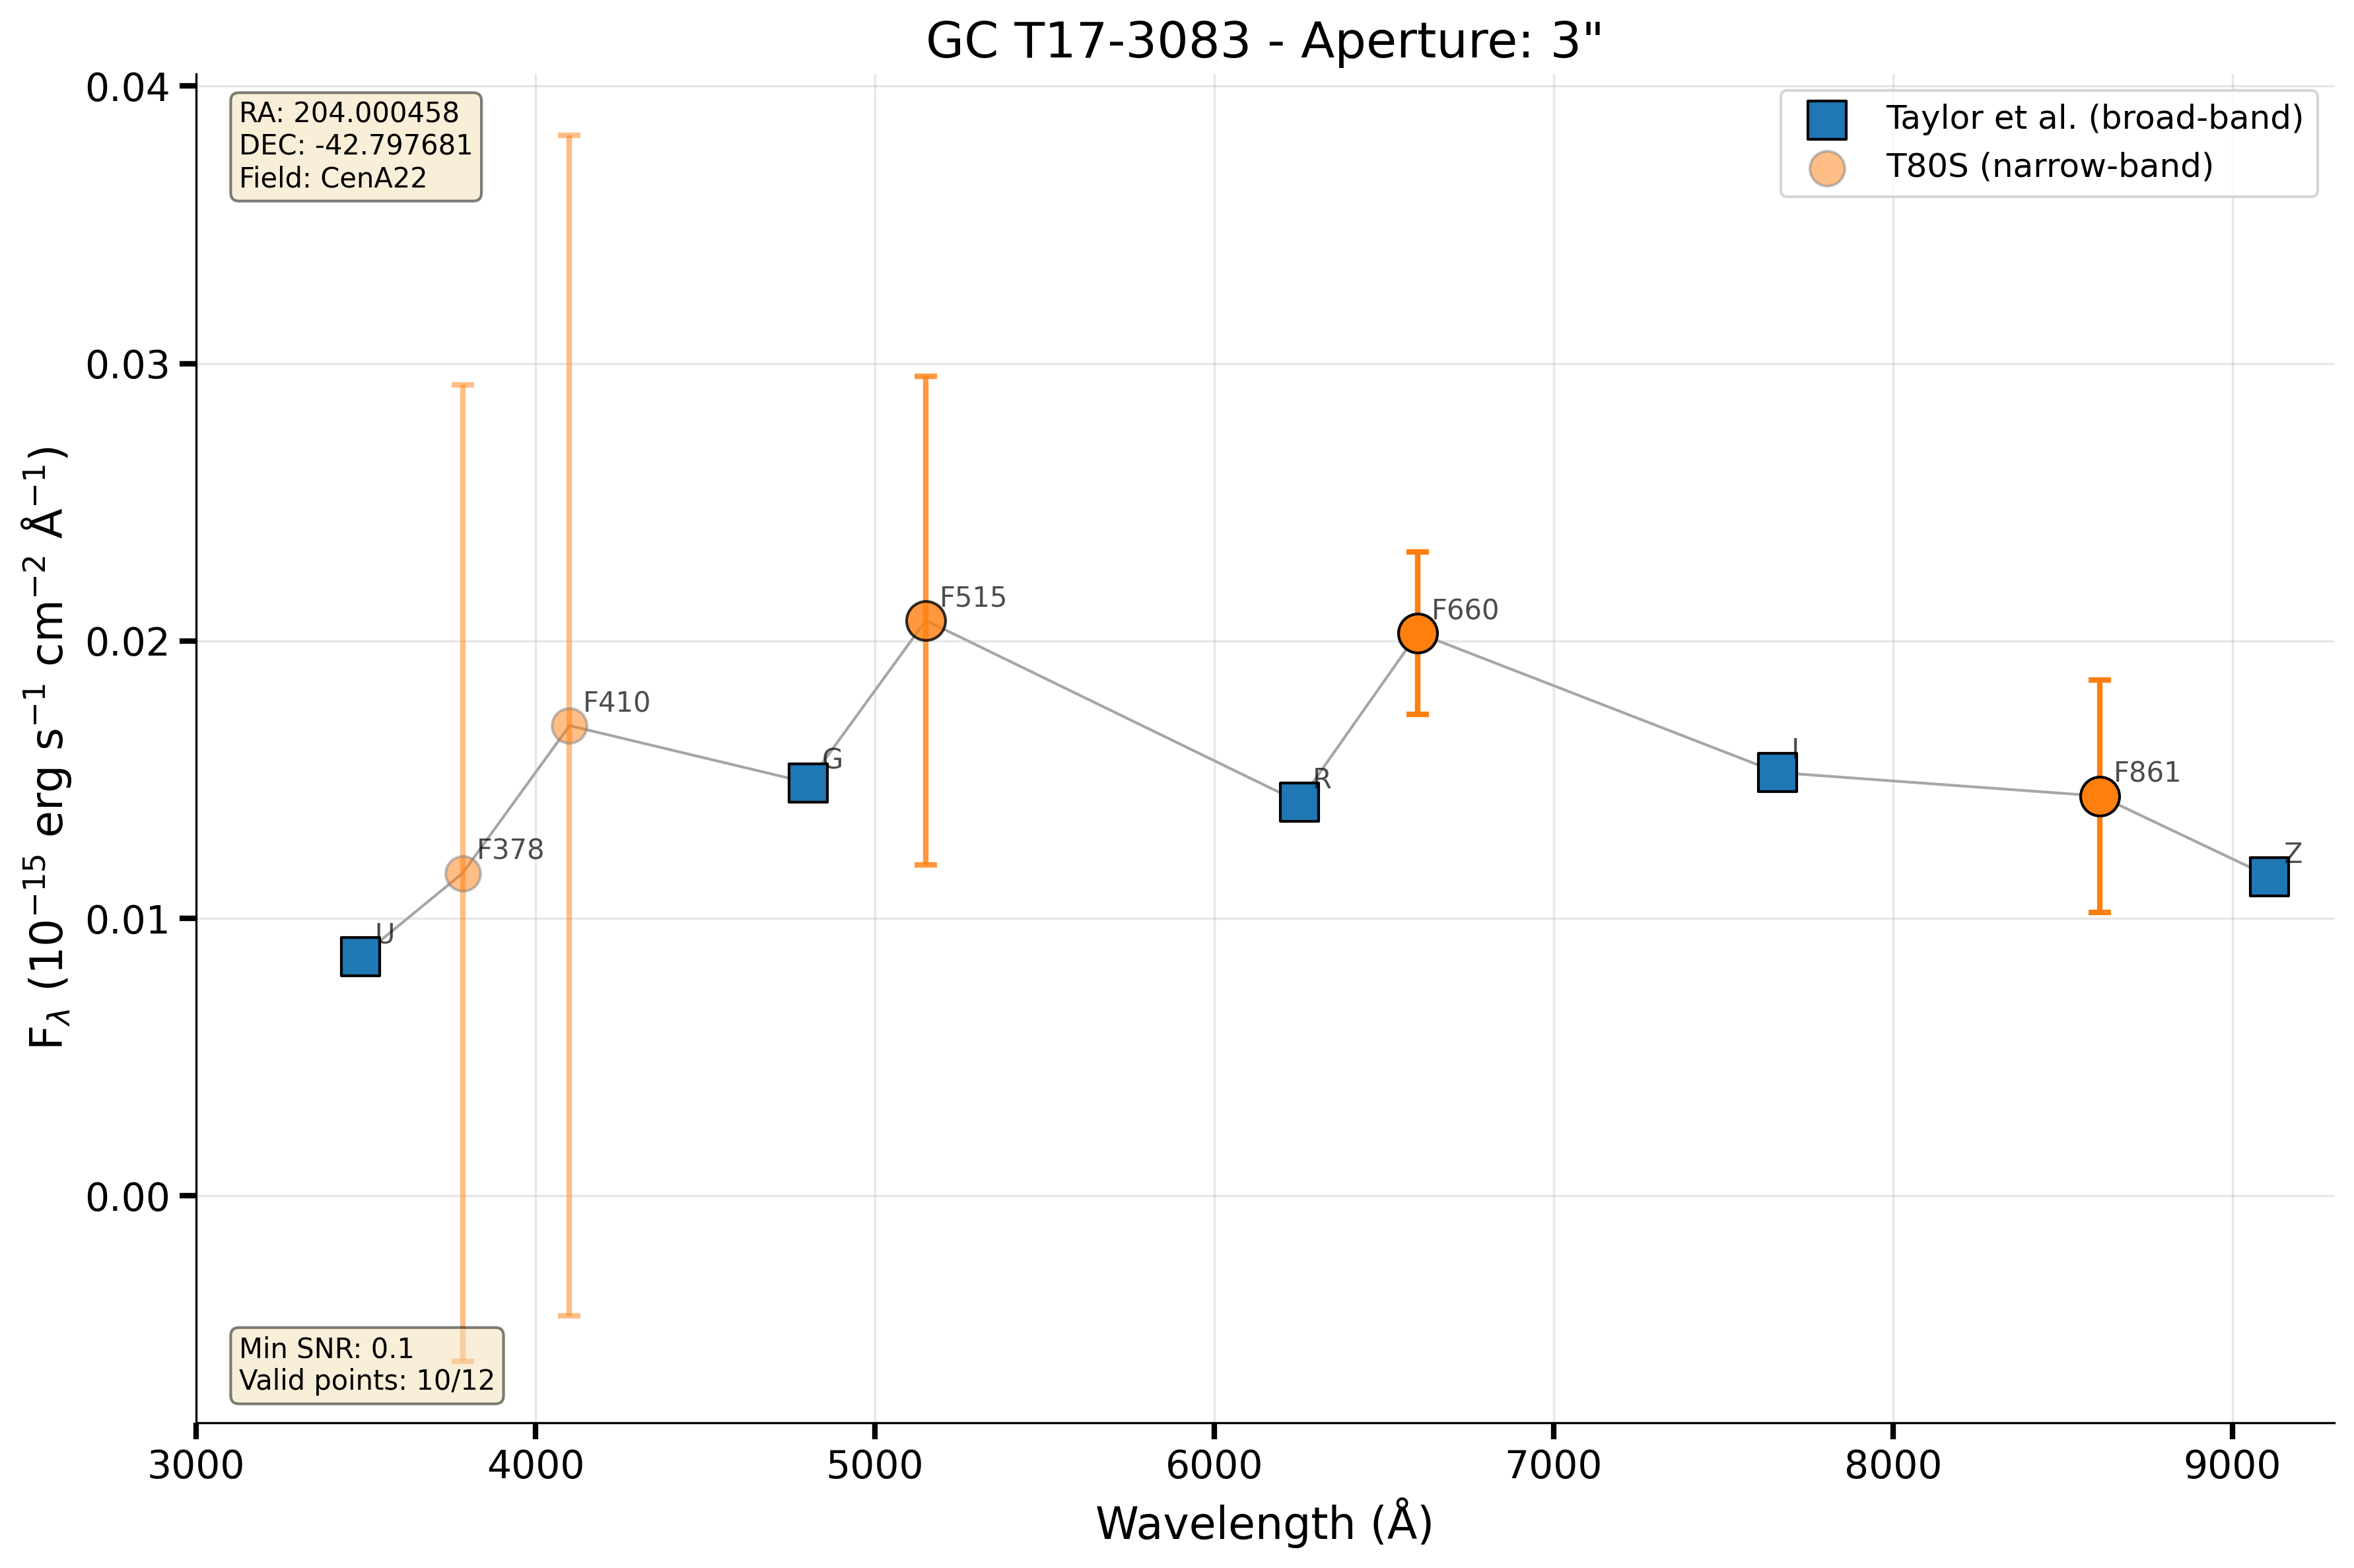 GC T17-3083 - Aperture: 3"
RA: 204.000458
DEC: -42.797681
Field: CenA22
Taylor et al. (broad-band)
T80S (narrow-band)
0.04
0.03
0.02
0.01
0.00
F_λ (10⁻¹⁵ erg s⁻¹ cm⁻² Å⁻¹)
U
F378
F410
G
F515
R
F660
I
F861
Z
Min SNR: 0.1
Valid points: 10/12
3000 4000 5000 6000 7000 8000 9000
Wavelength (Å)